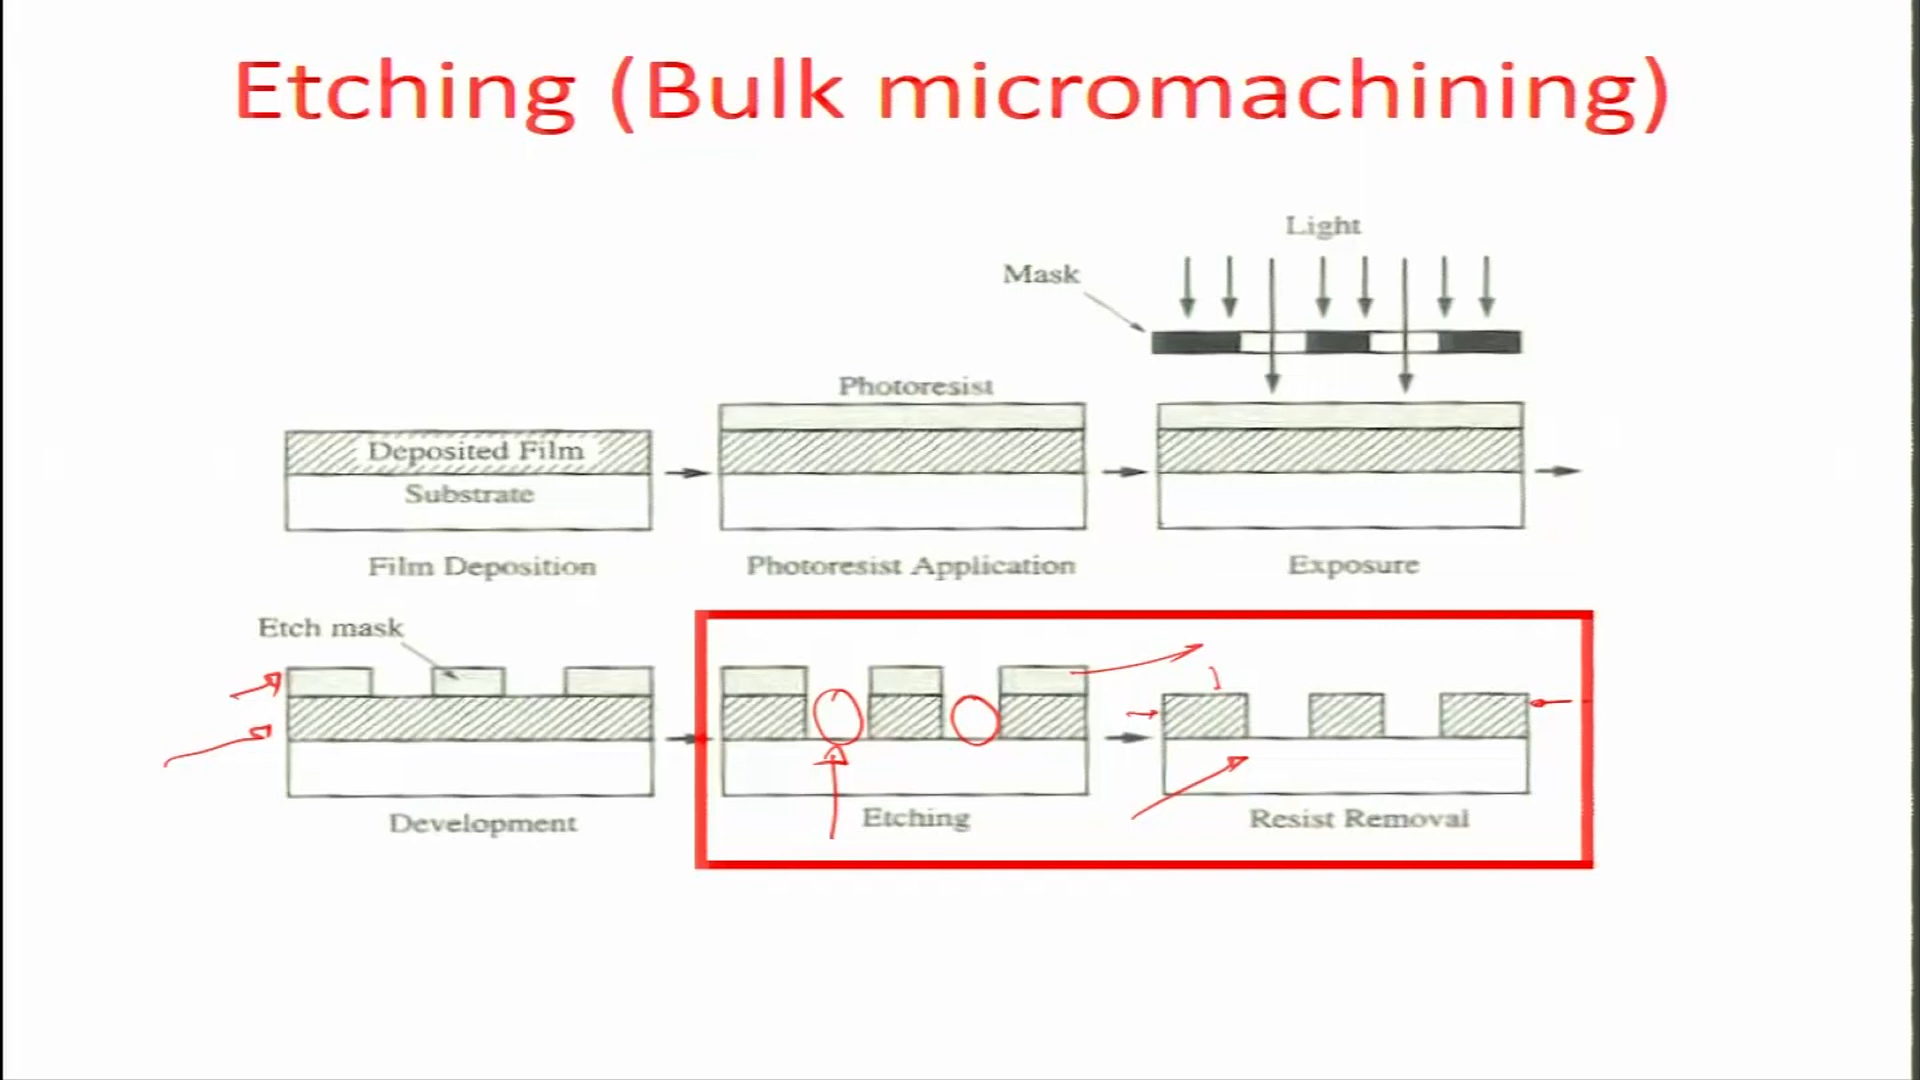 Etching (Bulk micromachining)
Light
Mask
Photoresist
Deposited Film
Substrate
Film Deposition
Photoresist Application
Exposure
Etch mask
Development
Etching
Resist Removal